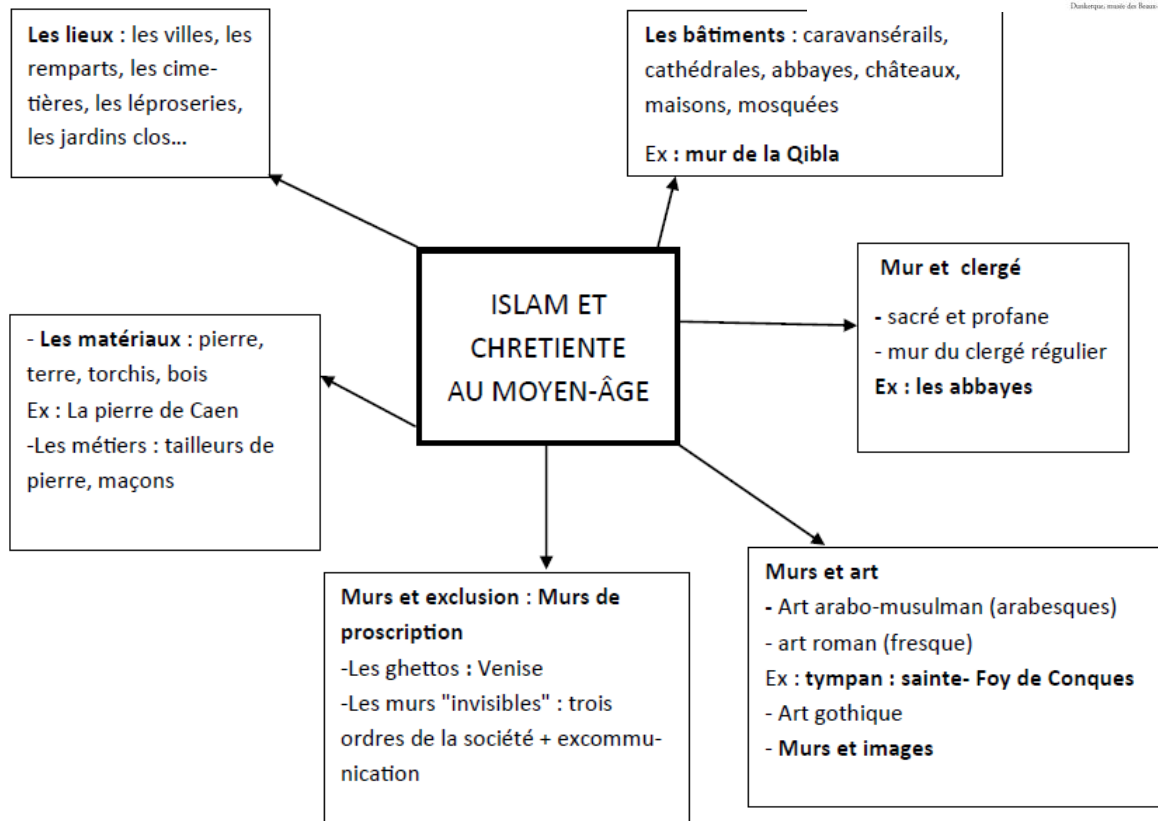 Dunkerque, musée des Beaux-
Les lieux : les villes, les
remparts, les cime-
tières, les léproseries,
les jardins clos...
Les bâtiments : caravansérails,
cathédrales, abbayes, châteaux,
maisons, mosquées
Ex : mur de la Qibla
ISLAM ET
CHRETIENTE
AU MOYEN-ÂGE
Mur et clergé
- sacré et profane
- mur du clergé régulier
Ex : les abbayes
- Les matériaux : pierre,
terre, torchis, bois
Ex : La pierre de Caen
-Les métiers : tailleurs de
pierre, maçons
Murs et exclusion : Murs de
proscription
-Les ghettos : Venise
-Les murs "invisibles" : trois
ordres de la société + excommu-
nication
Murs et art
- Art arabo-musulman (arabesques)
- art roman (fresque)
Ex : tympan : sainte- Foy de Conques
- Art gothique
- Murs et images